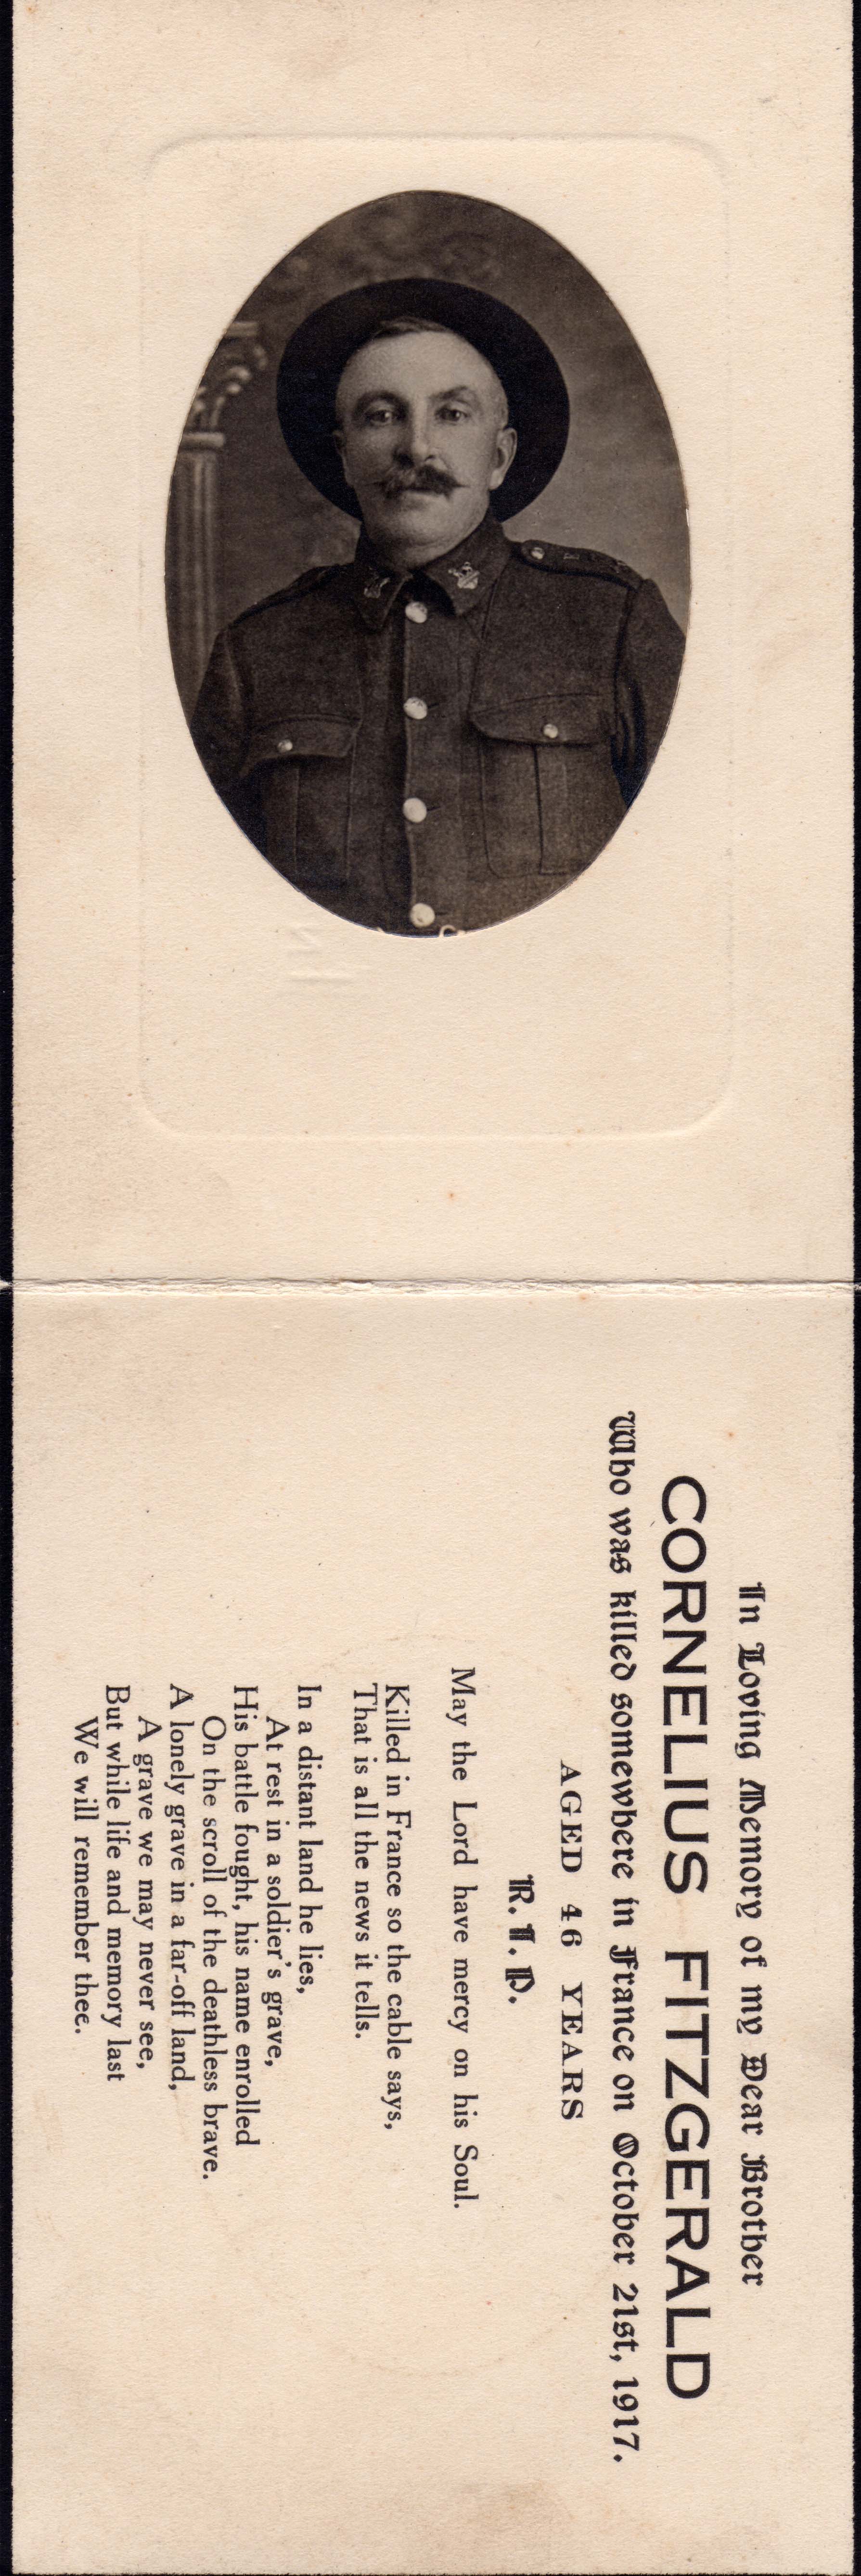 In Loving Memory of my Dear Brother
CORNELIUS FITZGERALD
Who was killed somewhere in France on October 21st, 1917.
AGED 46 YEARS
R. I. P.
May the Lord have mercy on his Soul.
Killed in France so the cable says,
That is all the news it tells.
In a distant land he lies,
At rest in a soldier's grave,
His battle fought, his name enrolled
On the scroll of the deathless brave.
A lonely grave in a far-off land,
A grave we may never see,
But while life and memory last
We will remember thee.